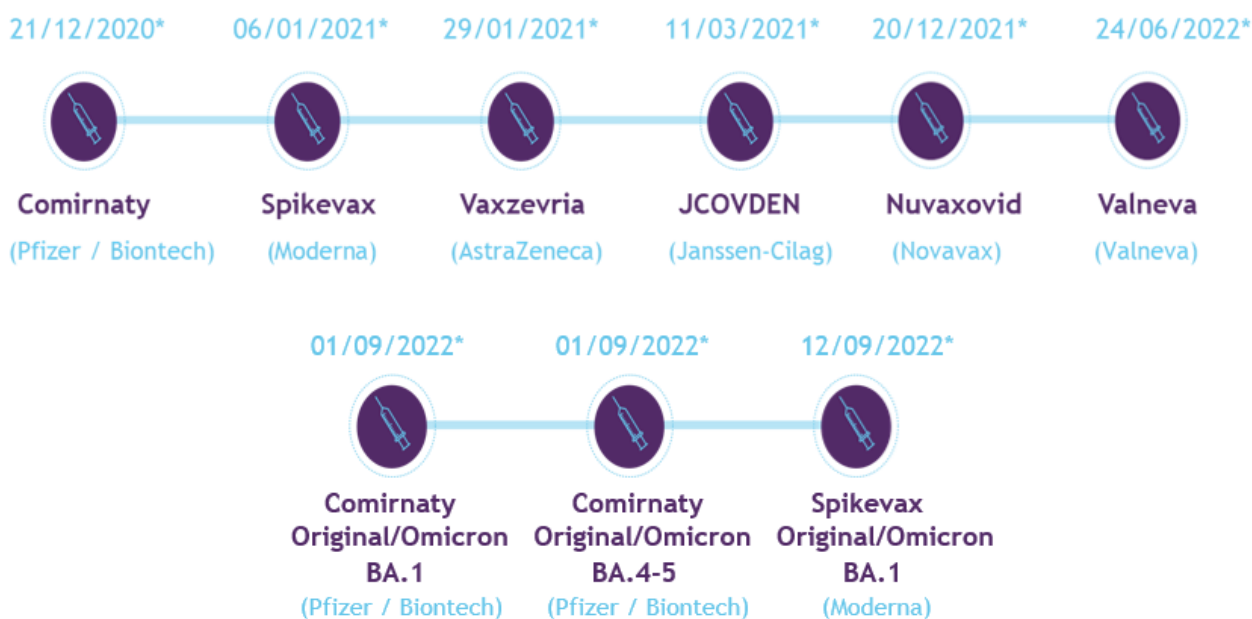 21/12/2020* 06/01/2021* 29/01/2021* 11/03/2021* 20/12/2021* 24/06/2022*
Comirnaty Spikevax Vaxzevria JCOVDEN Nuvaxovid Valneva
(Pfizer / Biontech) (Moderna) (AstraZeneca) (Janssen-Cilag) (Novavax) (Valneva)
01/09/2022* 01/09/2022* 12/09/2022*
Comirnaty Comirnaty Spikevax
Original/Omicron Original/Omicron Original/Omicron
BA.1 BA.4-5 BA.1
(Pfizer / Biontech) (Pfizer / Biontech) (Moderna)